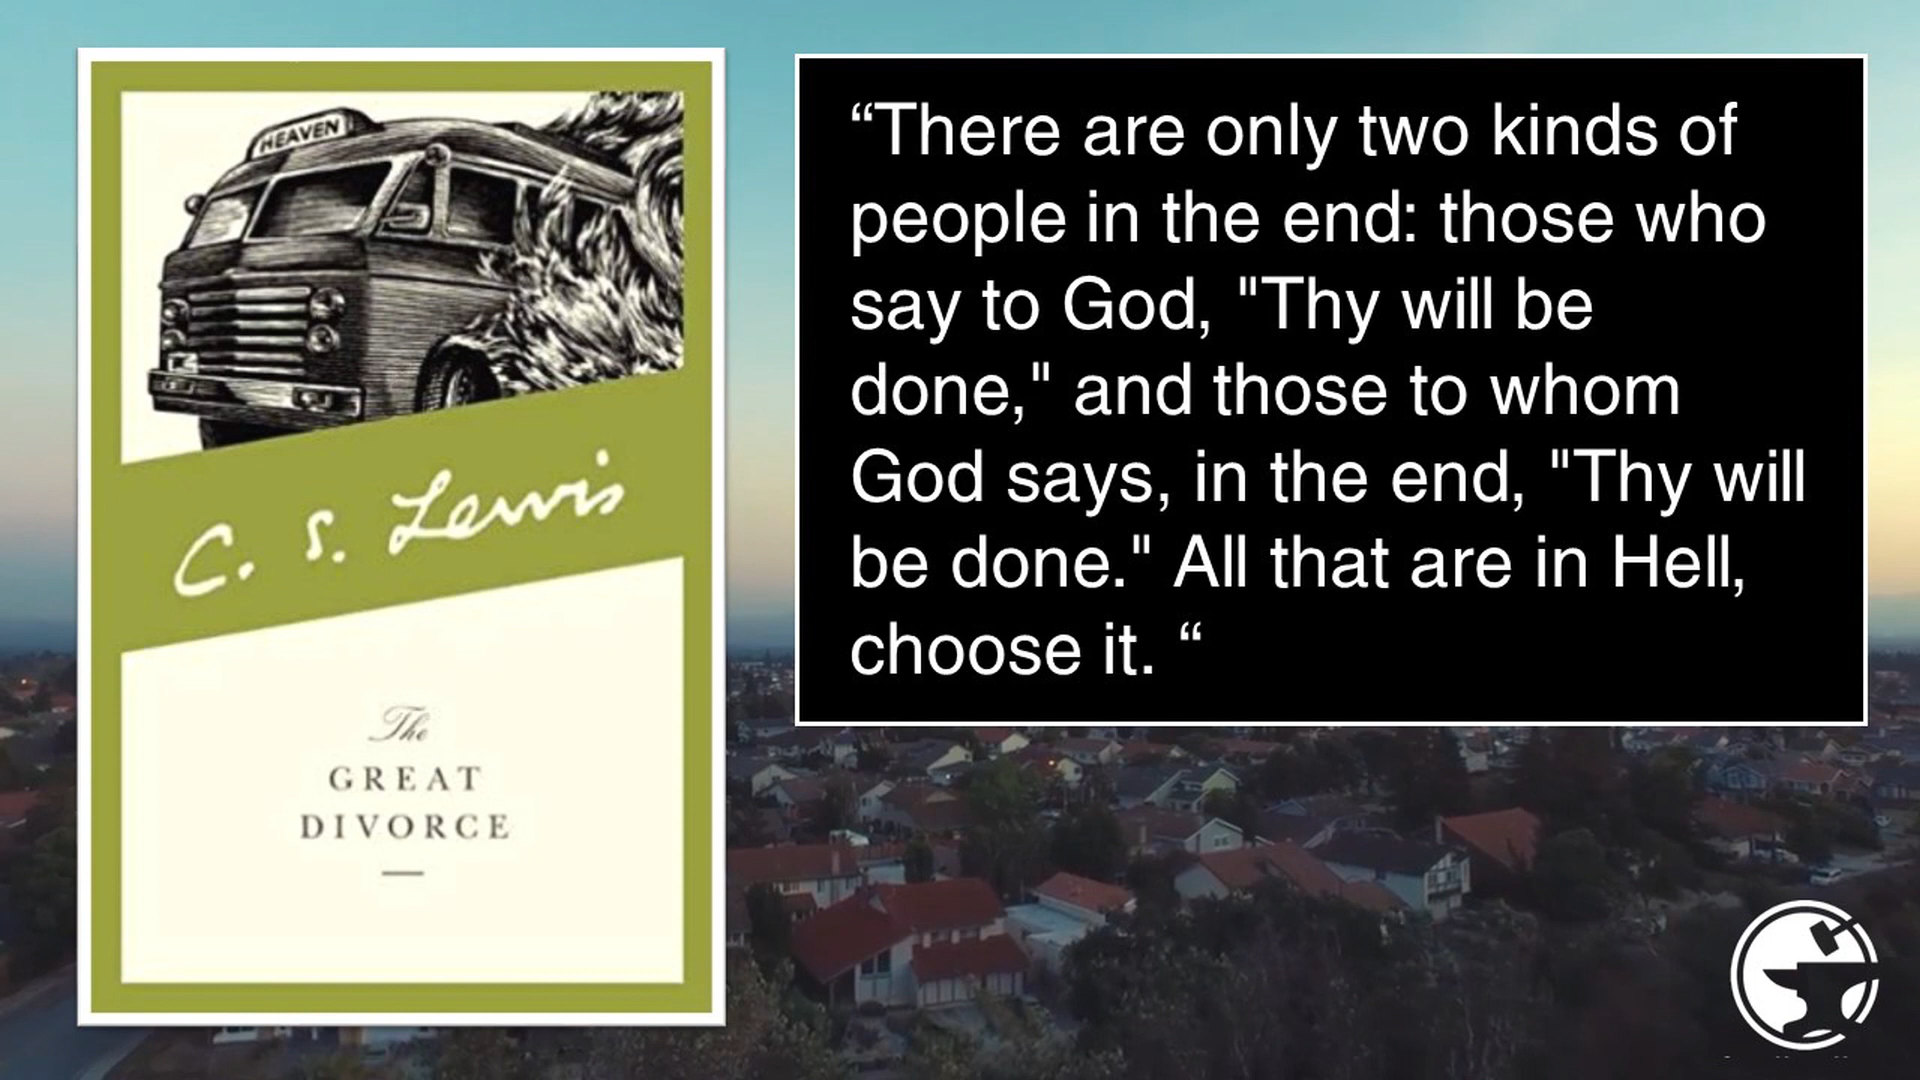 HEAVEN
C. S. Lewis
The
GREAT
DIVORCE
“There are only two kinds of
people in the end: those who
say to God, "Thy will be
done," and those to whom
God says, in the end, "Thy will
be done." All that are in Hell,
choose it. “